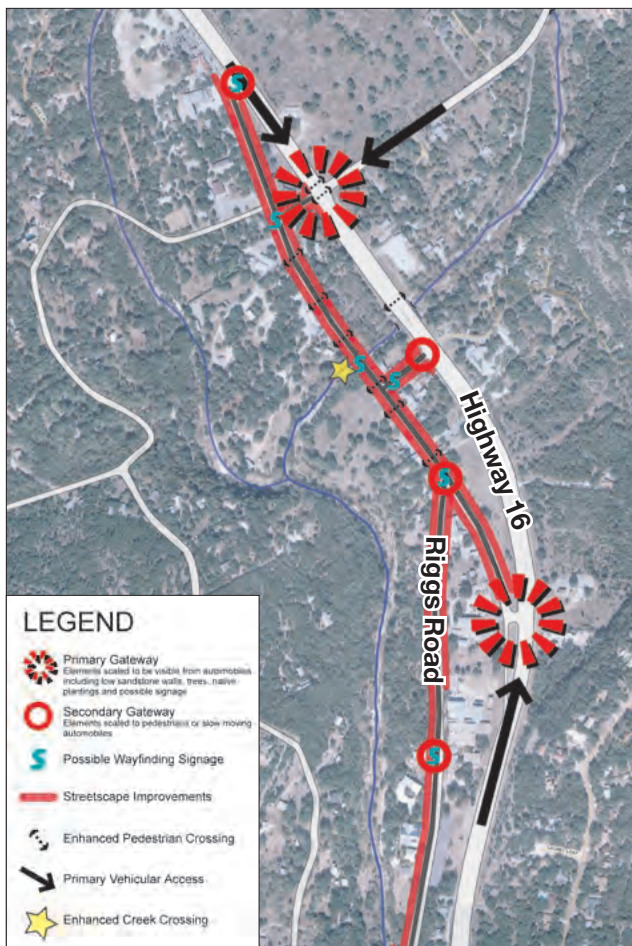 Highway 16
Riggs Road
LEGEND
Primary Gateway
Elements scaled to be visible from automobiles
including low sandstone walls, trees, native
plantings and possible signage
Secondary Gateway
Elements scaled to pedestrians or slow moving
automobiles
S Possible Wayfinding Signage
Streetscape Improvements
Enhanced Pedestrian Crossing
Primary Vehicular Access
Enhanced Creek Crossing
S
S
S
S
S
S